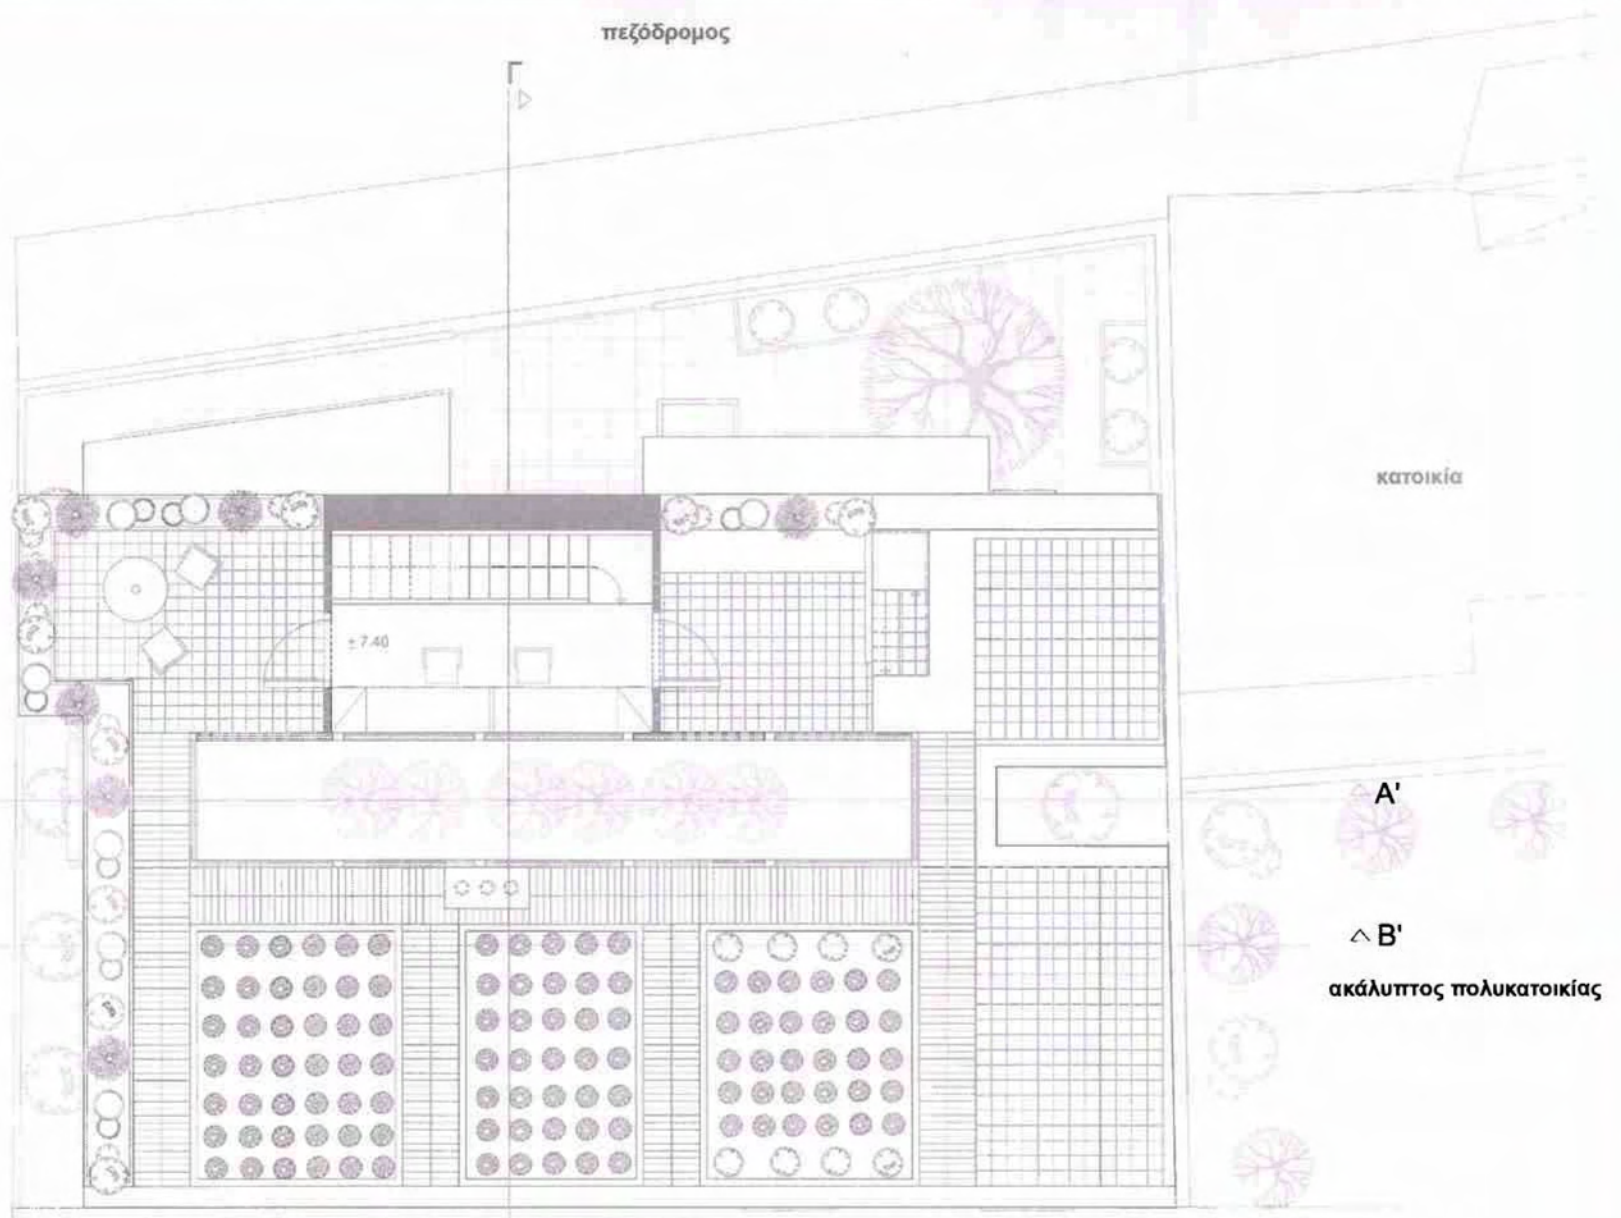 πεζόδρομος
Γ
κατοικία
± 7.40
Α'
Β'
ακάλυπτος πολυκατοικίας